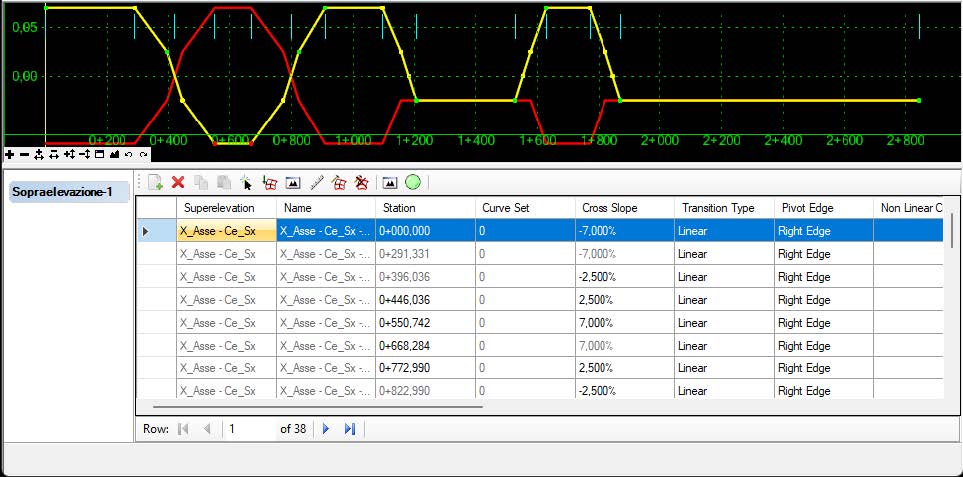 0,05
0,00
0+200 0+400 0+600 0+800 1+000 1+200 1+400 1+600 1+800 2+000 2+200 2+400 2+600 2+800
Sopraelevazione-1
Superelevation Name Station Curve Set Cross Slope Transition Type Pivot Edge Non Linear C
X_Asse - Ce_Sx X_Asse - Ce_Sx -... 0+000,000 0 -7,000% Linear Right Edge
X_Asse - Ce_Sx X_Asse - Ce_Sx -... 0+291,331 0 -7,000% Linear Right Edge
X_Asse - Ce_Sx X_Asse - Ce_Sx -... 0+396,036 0 -2,500% Linear Right Edge
X_Asse - Ce_Sx X_Asse - Ce_Sx -... 0+446,036 0 2,500% Linear Right Edge
X_Asse - Ce_Sx X_Asse - Ce_Sx -... 0+550,742 0 7,000% Linear Right Edge
X_Asse - Ce_Sx X_Asse - Ce_Sx -... 0+668,284 0 7,000% Linear Right Edge
X_Asse - Ce_Sx X_Asse - Ce_Sx -... 0+772,990 0 2,500% Linear Right Edge
X_Asse - Ce_Sx X_Asse - Ce_Sx -... 0+822,990 0 -2,500% Linear Right Edge
Row: 1 of 38